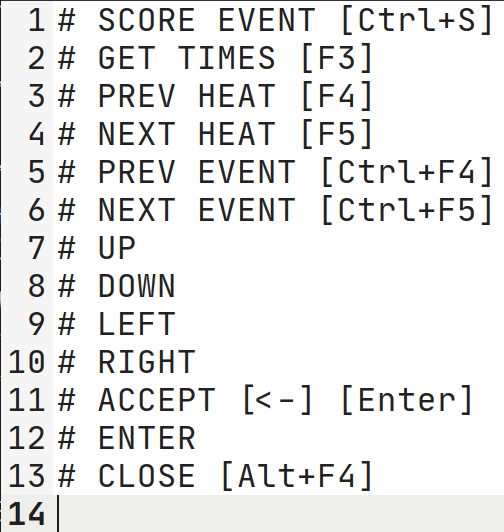 1 # SCORE EVENT [Ctrl+S]
2 # GET TIMES [F3]
3 # PREV HEAT [F4]
4 # NEXT HEAT [F5]
5 # PREV EVENT [Ctrl+F4]
6 # NEXT EVENT [Ctrl+F5]
7 # UP
8 # DOWN
9 # LEFT
10 # RIGHT
11 # ACCEPT [<-] [Enter]
12 # ENTER
13 # CLOSE [Alt+F4]
14